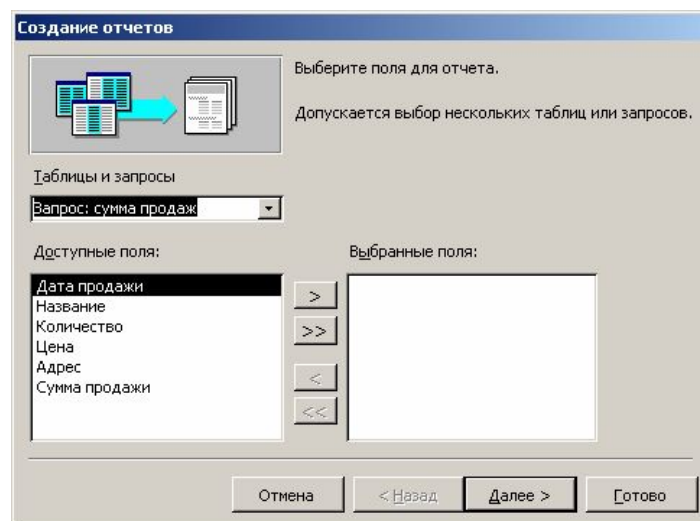 Создание отчетов
Выберите поля для отчета.
Допускается выбор нескольких таблиц или запросов.
Таблицы и запросы
Запрос: сумма продаж
Доступные поля:
Выбранные поля:
Дата продажи
Название
Количество
Цена
Адрес
Сумма продажи
>
>>
<
<<
Отмена
< Назад
Далее >
Готово